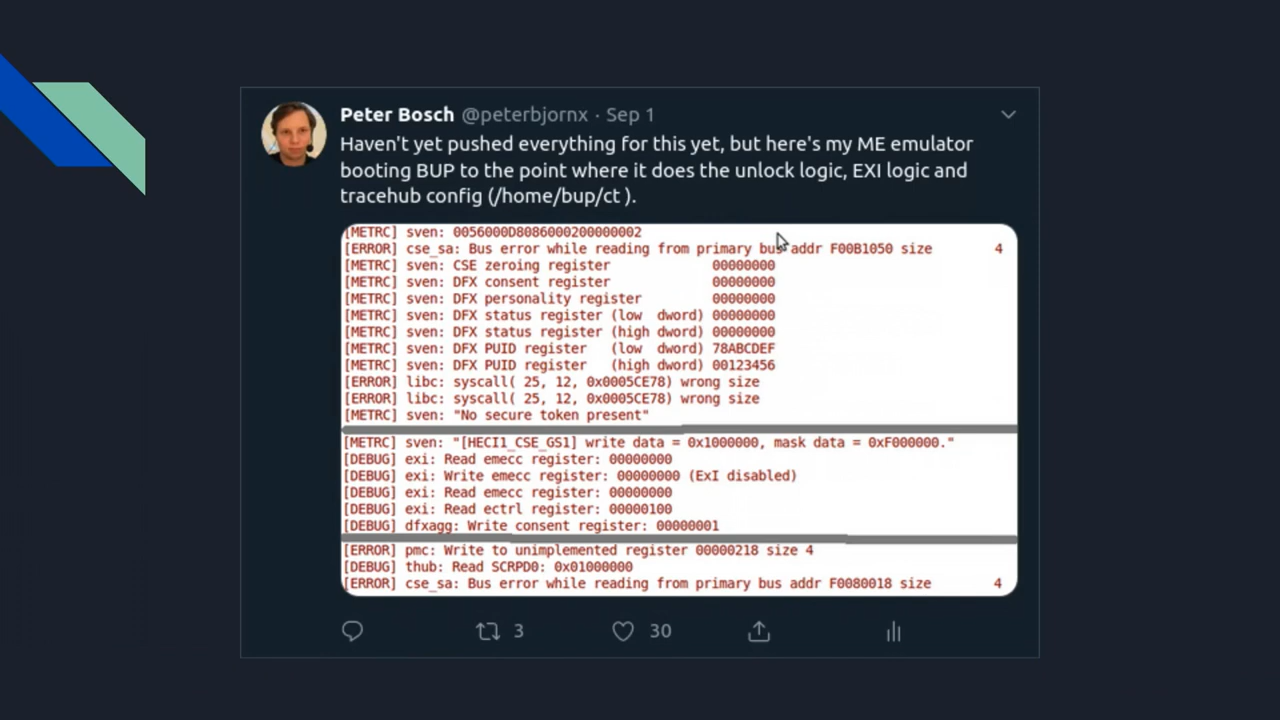 Peter Bosch @peterbjornx · Sep 1
Haven't yet pushed everything for this yet, but here's my ME emulator
booting BUP to the point where it does the unlock logic, EXI logic and
tracehub config (/home/bup/ct ).
[METRC] sven: 0056000D8086000200000002
[ERROR] cse_sa: Bus error while reading from primary bus addr F00B1050 size 4
[METRC] sven: CSE zeroing register 00000000
[METRC] sven: DFX consent register 00000000
[METRC] sven: DFX personality register 00000000
[METRC] sven: DFX status register (low dword) 00000000
[METRC] sven: DFX status register (high dword) 00000000
[METRC] sven: DFX PUID register (low dword) 78ABCDEF
[METRC] sven: DFX PUID register (high dword) 00123456
[ERROR] libc: syscall( 25, 12, 0x0005CE78) wrong size
[ERROR] libc: syscall( 25, 12, 0x0005CE78) wrong size
[METRC] sven: "No secure token present"
[METRC] sven: "[HECI1_CSE_GS1] write data = 0x1000000, mask data = 0xF000000."
[DEBUG] exi: Read emecc register: 00000000
[DEBUG] exi: Write emecc register: 00000000 (ExI disabled)
[DEBUG] exi: Read emecc register: 00000000
[DEBUG] exi: Read ectrl register: 00000100
[DEBUG] dfxagg: Write consent register: 00000001
[ERROR] pmc: Write to unimplemented register 00000218 size 4
[DEBUG] thub: Read SCRPD0: 0x01000000
[ERROR] cse_sa: Bus error while reading from primary bus addr F0080018 size 4
3 30